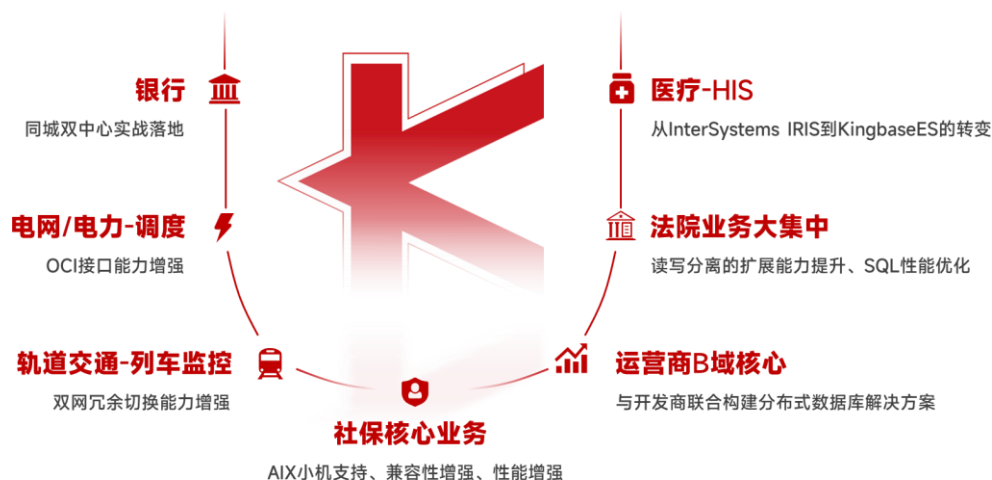 银行
同城双中心实战落地
电网/电力-调度
OCI接口能力增强
轨道交通-列车监控
双网冗余切换能力增强
社保核心业务
AIX小机支持、兼容性增强、性能增强
医疗-HIS
从InterSystems IRIS到KingbaseES的转变
法院业务大集中
读写分离的扩展能力提升、SQL性能优化
运营商B域核心
与开发商联合构建分布式数据库解决方案